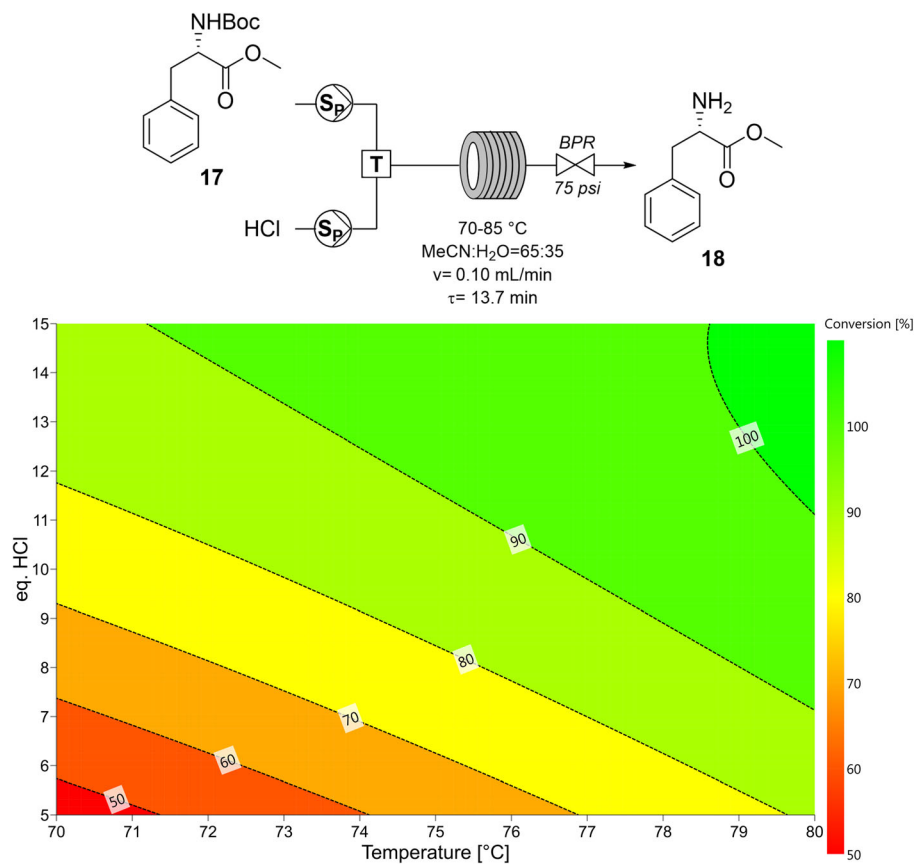 NHBoc
O
O
17
SP
T
HCl
SP
BPR
75 psi
70-85 °C
MeCN:H₂O=65:35
v= 0.10 mL/min
τ= 13.7 min
NH₂
O
O
18
Conversion [%]
15
14
13
12
11
10
9
8
7
6
5
eq. HCl
100
90
80
70
60
50
70 71 72 73 74 75 76 77 78 79 80
Temperature [°C]
100
90
80
70
60
50